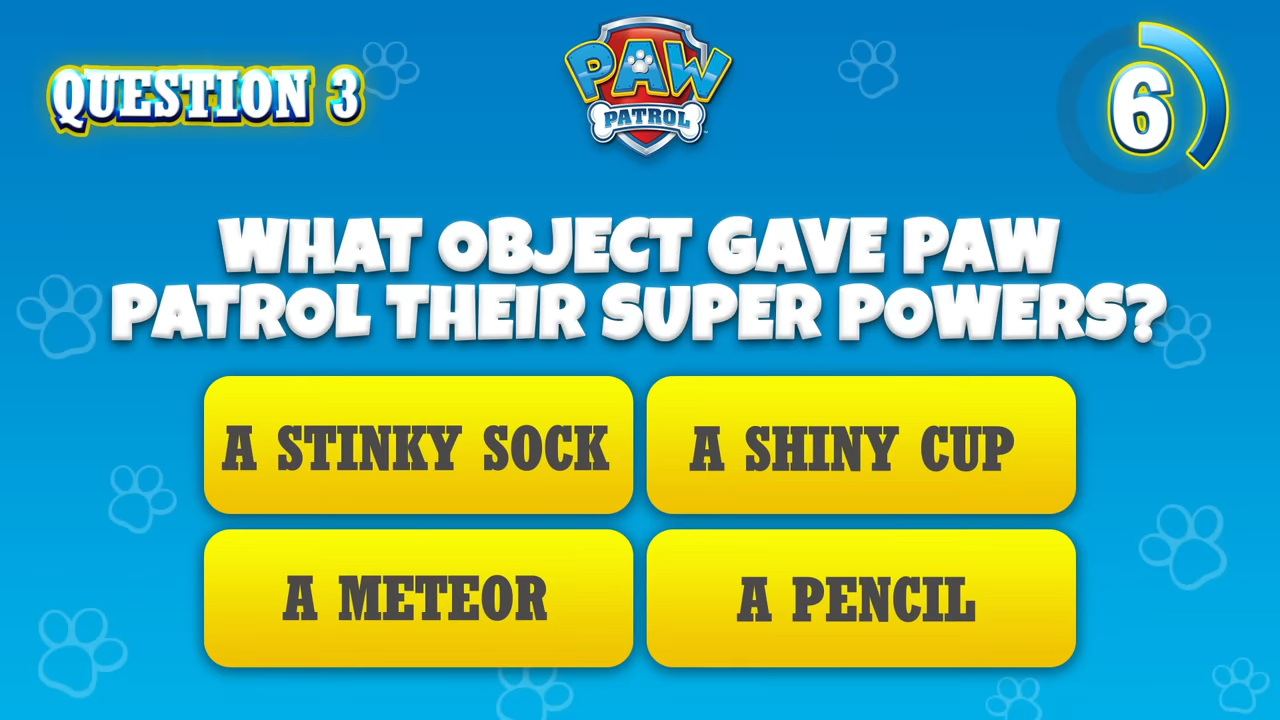 QUESTION 3
PAW
PATROL
6
WHAT OBJECT GAVE PAW
PATROL THEIR SUPER POWERS?
A STINKY SOCK
A SHINY CUP
A METEOR
A PENCIL